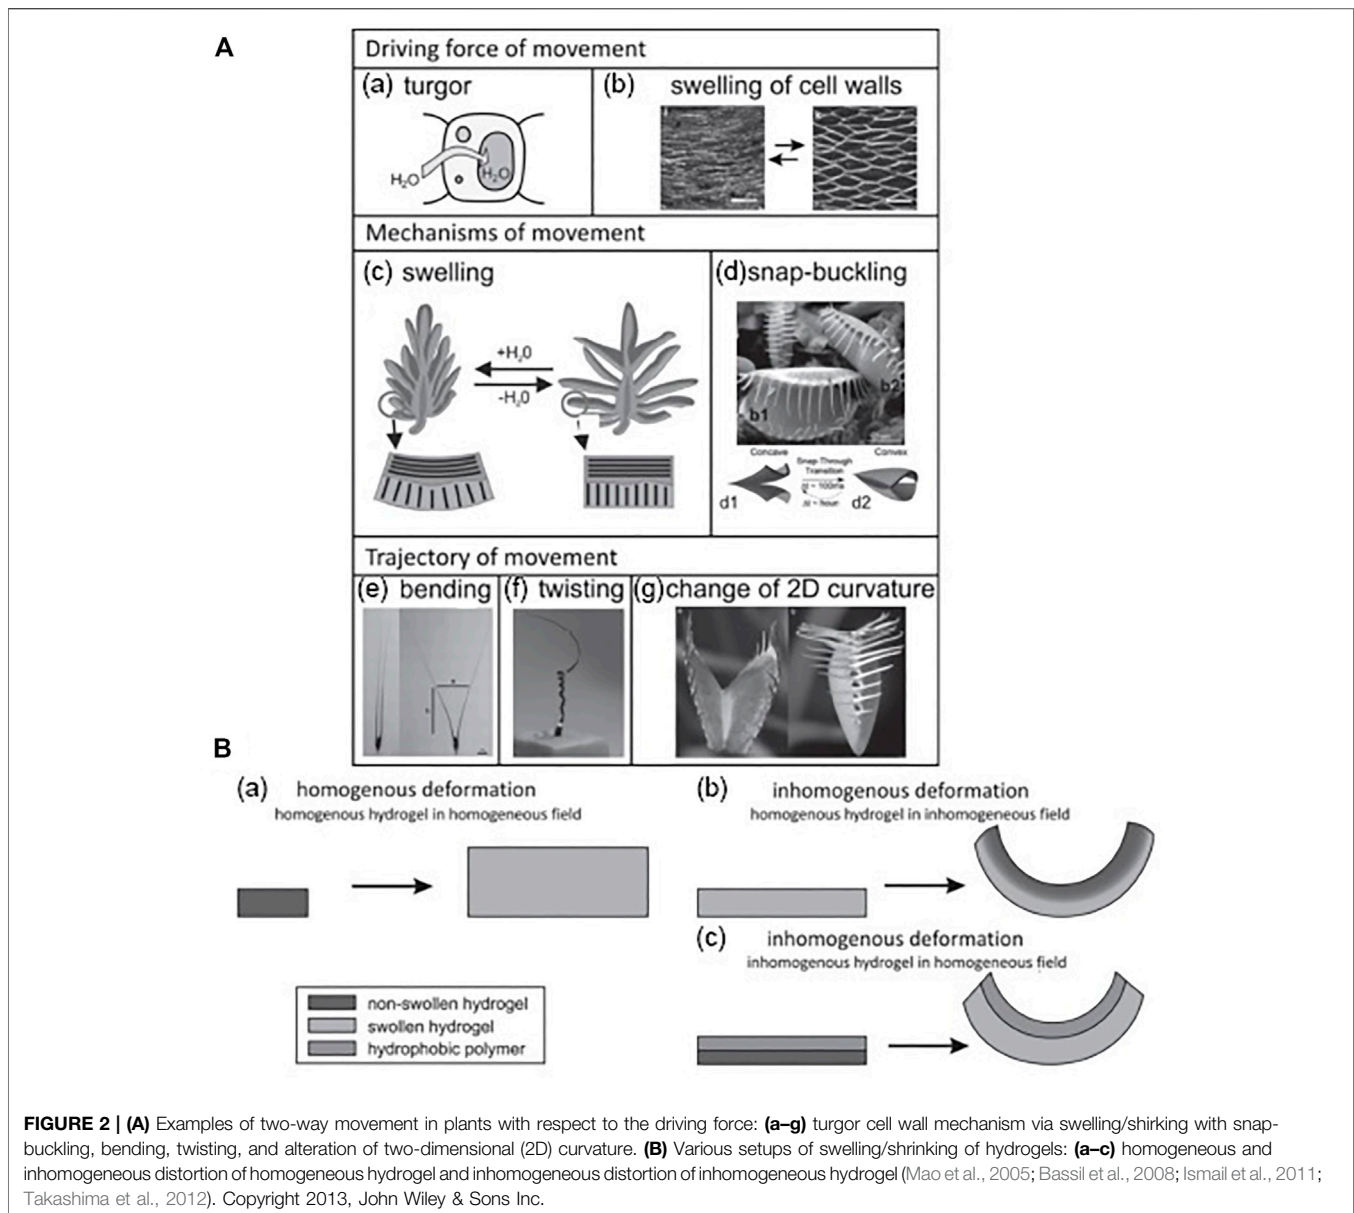 A
Driving force of movement
(a) turgor
(b) swelling of cell walls
H₂O
H₂O
Mechanisms of movement
(c) swelling
(d)snap-buckling
+H₂0
-H₂0
b1
b2
Concave
Convex
Snap-Through
Transition
Δt ~ 100ms
Δt ~ hour
d1
d2
Trajectory of movement
(e) bending
(f) twisting
(g)change of 2D curvature
B
(a) homogenous deformation
homogenous hydrogel in homogeneous field
(b) inhomogenous deformation
homogenous hydrogel in inhomogeneous field
(c) inhomogenous deformation
inhomogenous hydrogel in homogeneous field
non-swollen hydrogel
swollen hydrogel
hydrophobic polymer
FIGURE 2 | (A) Examples of two-way movement in plants with respect to the driving force: (a–g) turgor cell wall mechanism via swelling/shirking with snap-
buckling, bending, twisting, and alteration of two-dimensional (2D) curvature. (B) Various setups of swelling/shrinking of hydrogels: (a–c) homogeneous and
inhomogeneous distortion of homogeneous hydrogel and inhomogeneous distortion of inhomogeneous hydrogel (Mao et al., 2005; Bassil et al., 2008; Ismail et al., 2011;
Takashima et al., 2012). Copyright 2013, John Wiley & Sons Inc.